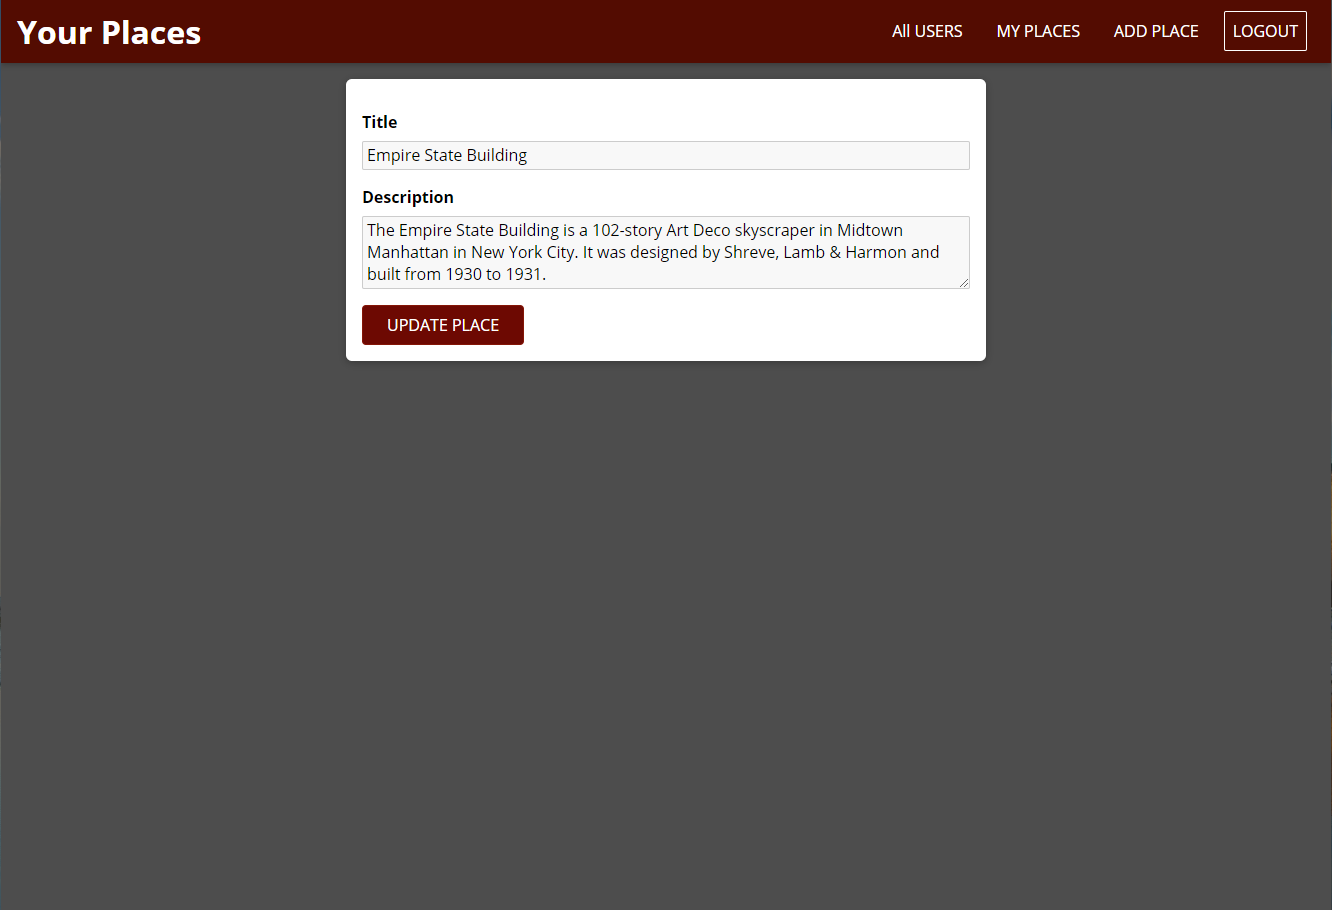 Your Places
All USERS
MY PLACES
ADD PLACE
LOGOUT
Title
Empire State Building
Description
The Empire State Building is a 102-story Art Deco skyscraper in Midtown
Manhattan in New York City. It was designed by Shreve, Lamb & Harmon and
built from 1930 to 1931.
UPDATE PLACE